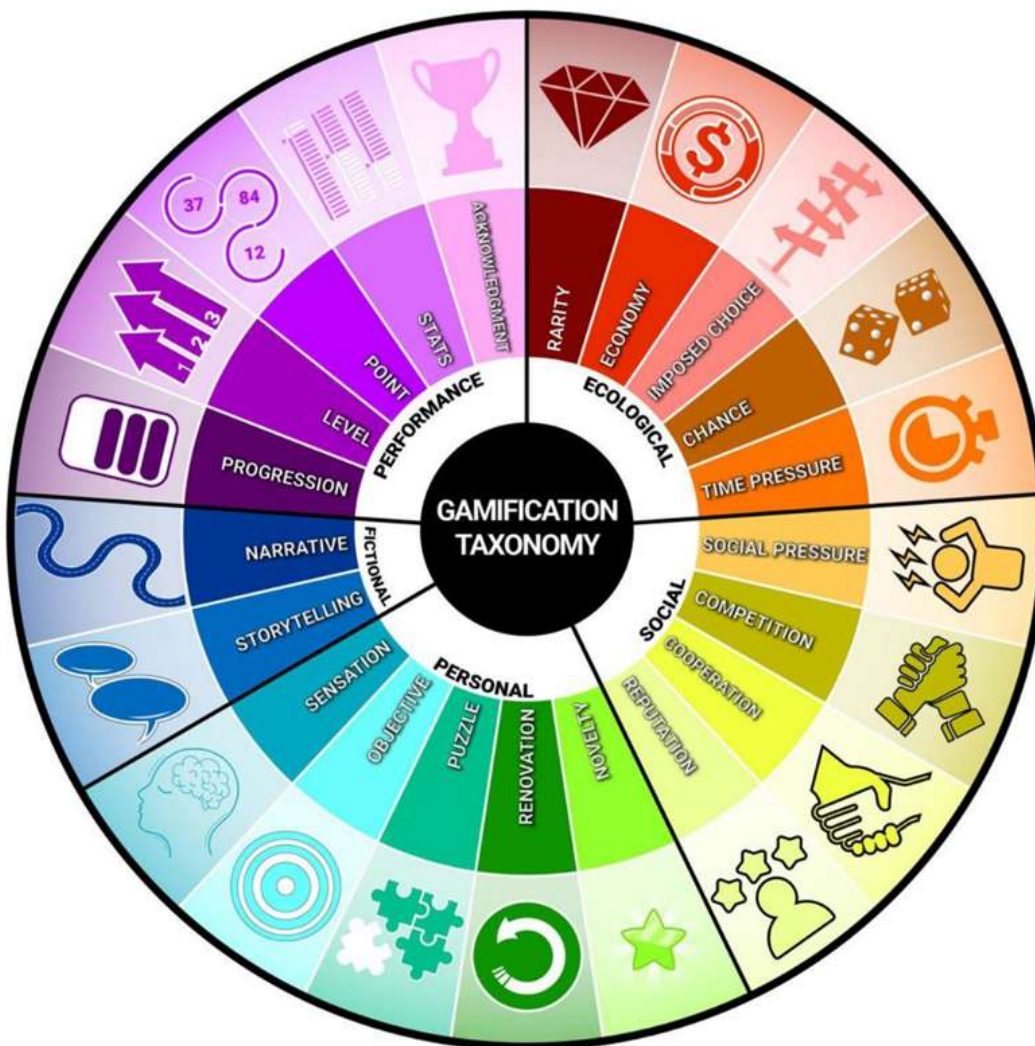 GAMIFICATION
TAXONOMY
PERFORMANCE
ACKNOWLEDGMENT
STATS
POINT
LEVEL
PROGRESSION
37
84
12
1
2
3
ECOLOGICAL
RARITY
ECONOMY
$
IMPOSED CHOICE
CHANCE
TIME PRESSURE
SOCIAL
SOCIAL PRESSURE
COMPETITION
COOPERATION
REPUTATION
PERSONAL
NOVELTY
RENOVATION
PUZZLE
OBJECTIVE
SENSATION
FICTIONAL
STORYTELLING
NARRATIVE